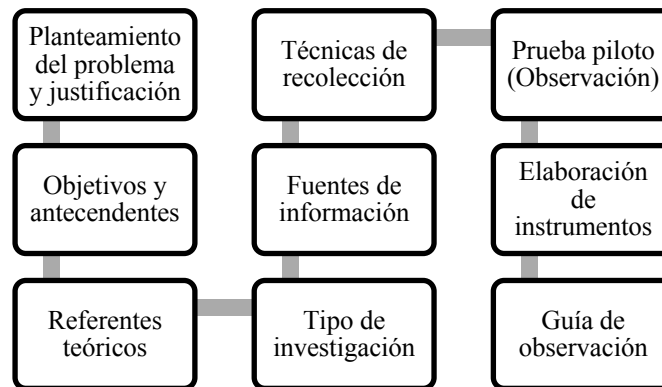 Planteamiento
del problema
y justificación
Objetivos y
antecendentes
Referentes
teóricos
Tipo de
investigación
Fuentes de
información
Técnicas de
recolección
Prueba piloto
(Observación)
Elaboración
de
instrumentos
Guía de
observación